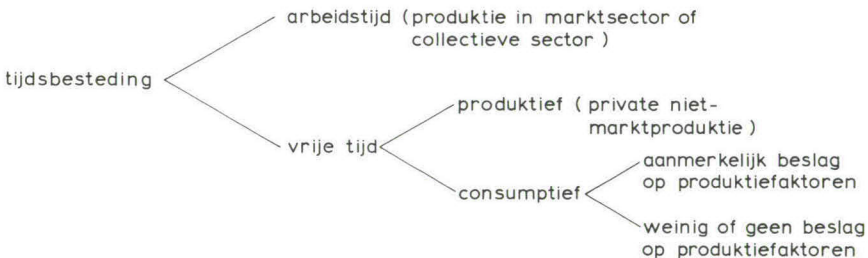 arbeidstijd (produktie in marktsector of
collectieve sector)
tijdsbesteding
produktief (private niet-
marktproduktie)
vrije tijd
aanmerkelijk beslag
op produktiefaktoren
consumptief
weinig of geen beslag
op produktiefaktoren